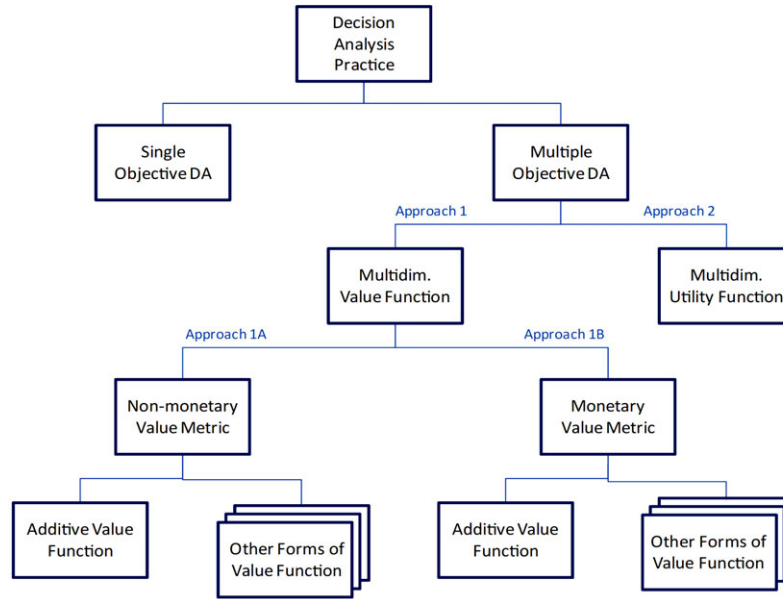 Decision
Analysis
Practice
Single
Objective DA
Multiple
Objective DA
Approach 1
Approach 2
Multidim.
Value Function
Multidim.
Utility Function
Approach 1A
Approach 1B
Non-monetary
Value Metric
Monetary
Value Metric
Additive Value
Function
Other Forms of
Value Function
Additive Value
Function
Other Forms of
Value Function